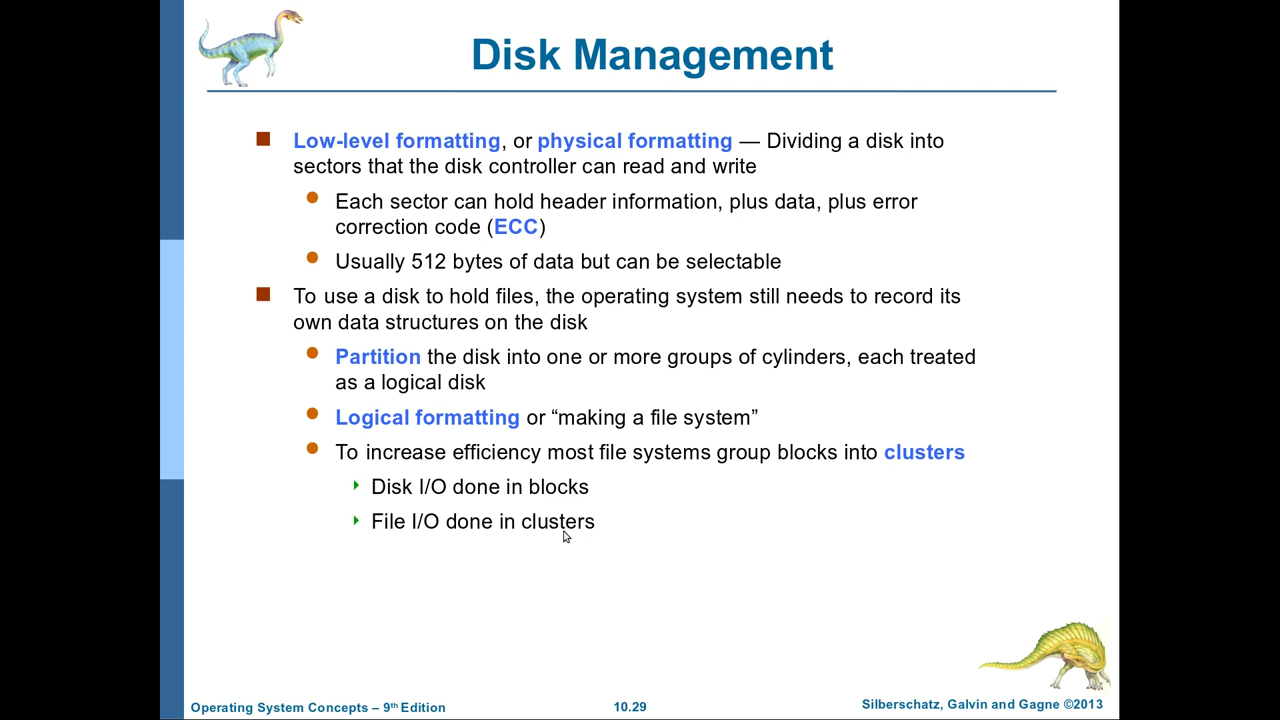 Disk Management
Low-level formatting, or physical formatting — Dividing a disk into
sectors that the disk controller can read and write
Each sector can hold header information, plus data, plus error
correction code (ECC)
Usually 512 bytes of data but can be selectable
To use a disk to hold files, the operating system still needs to record its
own data structures on the disk
Partition the disk into one or more groups of cylinders, each treated
as a logical disk
Logical formatting or “making a file system”
To increase efficiency most file systems group blocks into clusters
Disk I/O done in blocks
File I/O done in clusters
Operating System Concepts – 9th Edition
10.29
Silberschatz, Galvin and Gagne ©2013